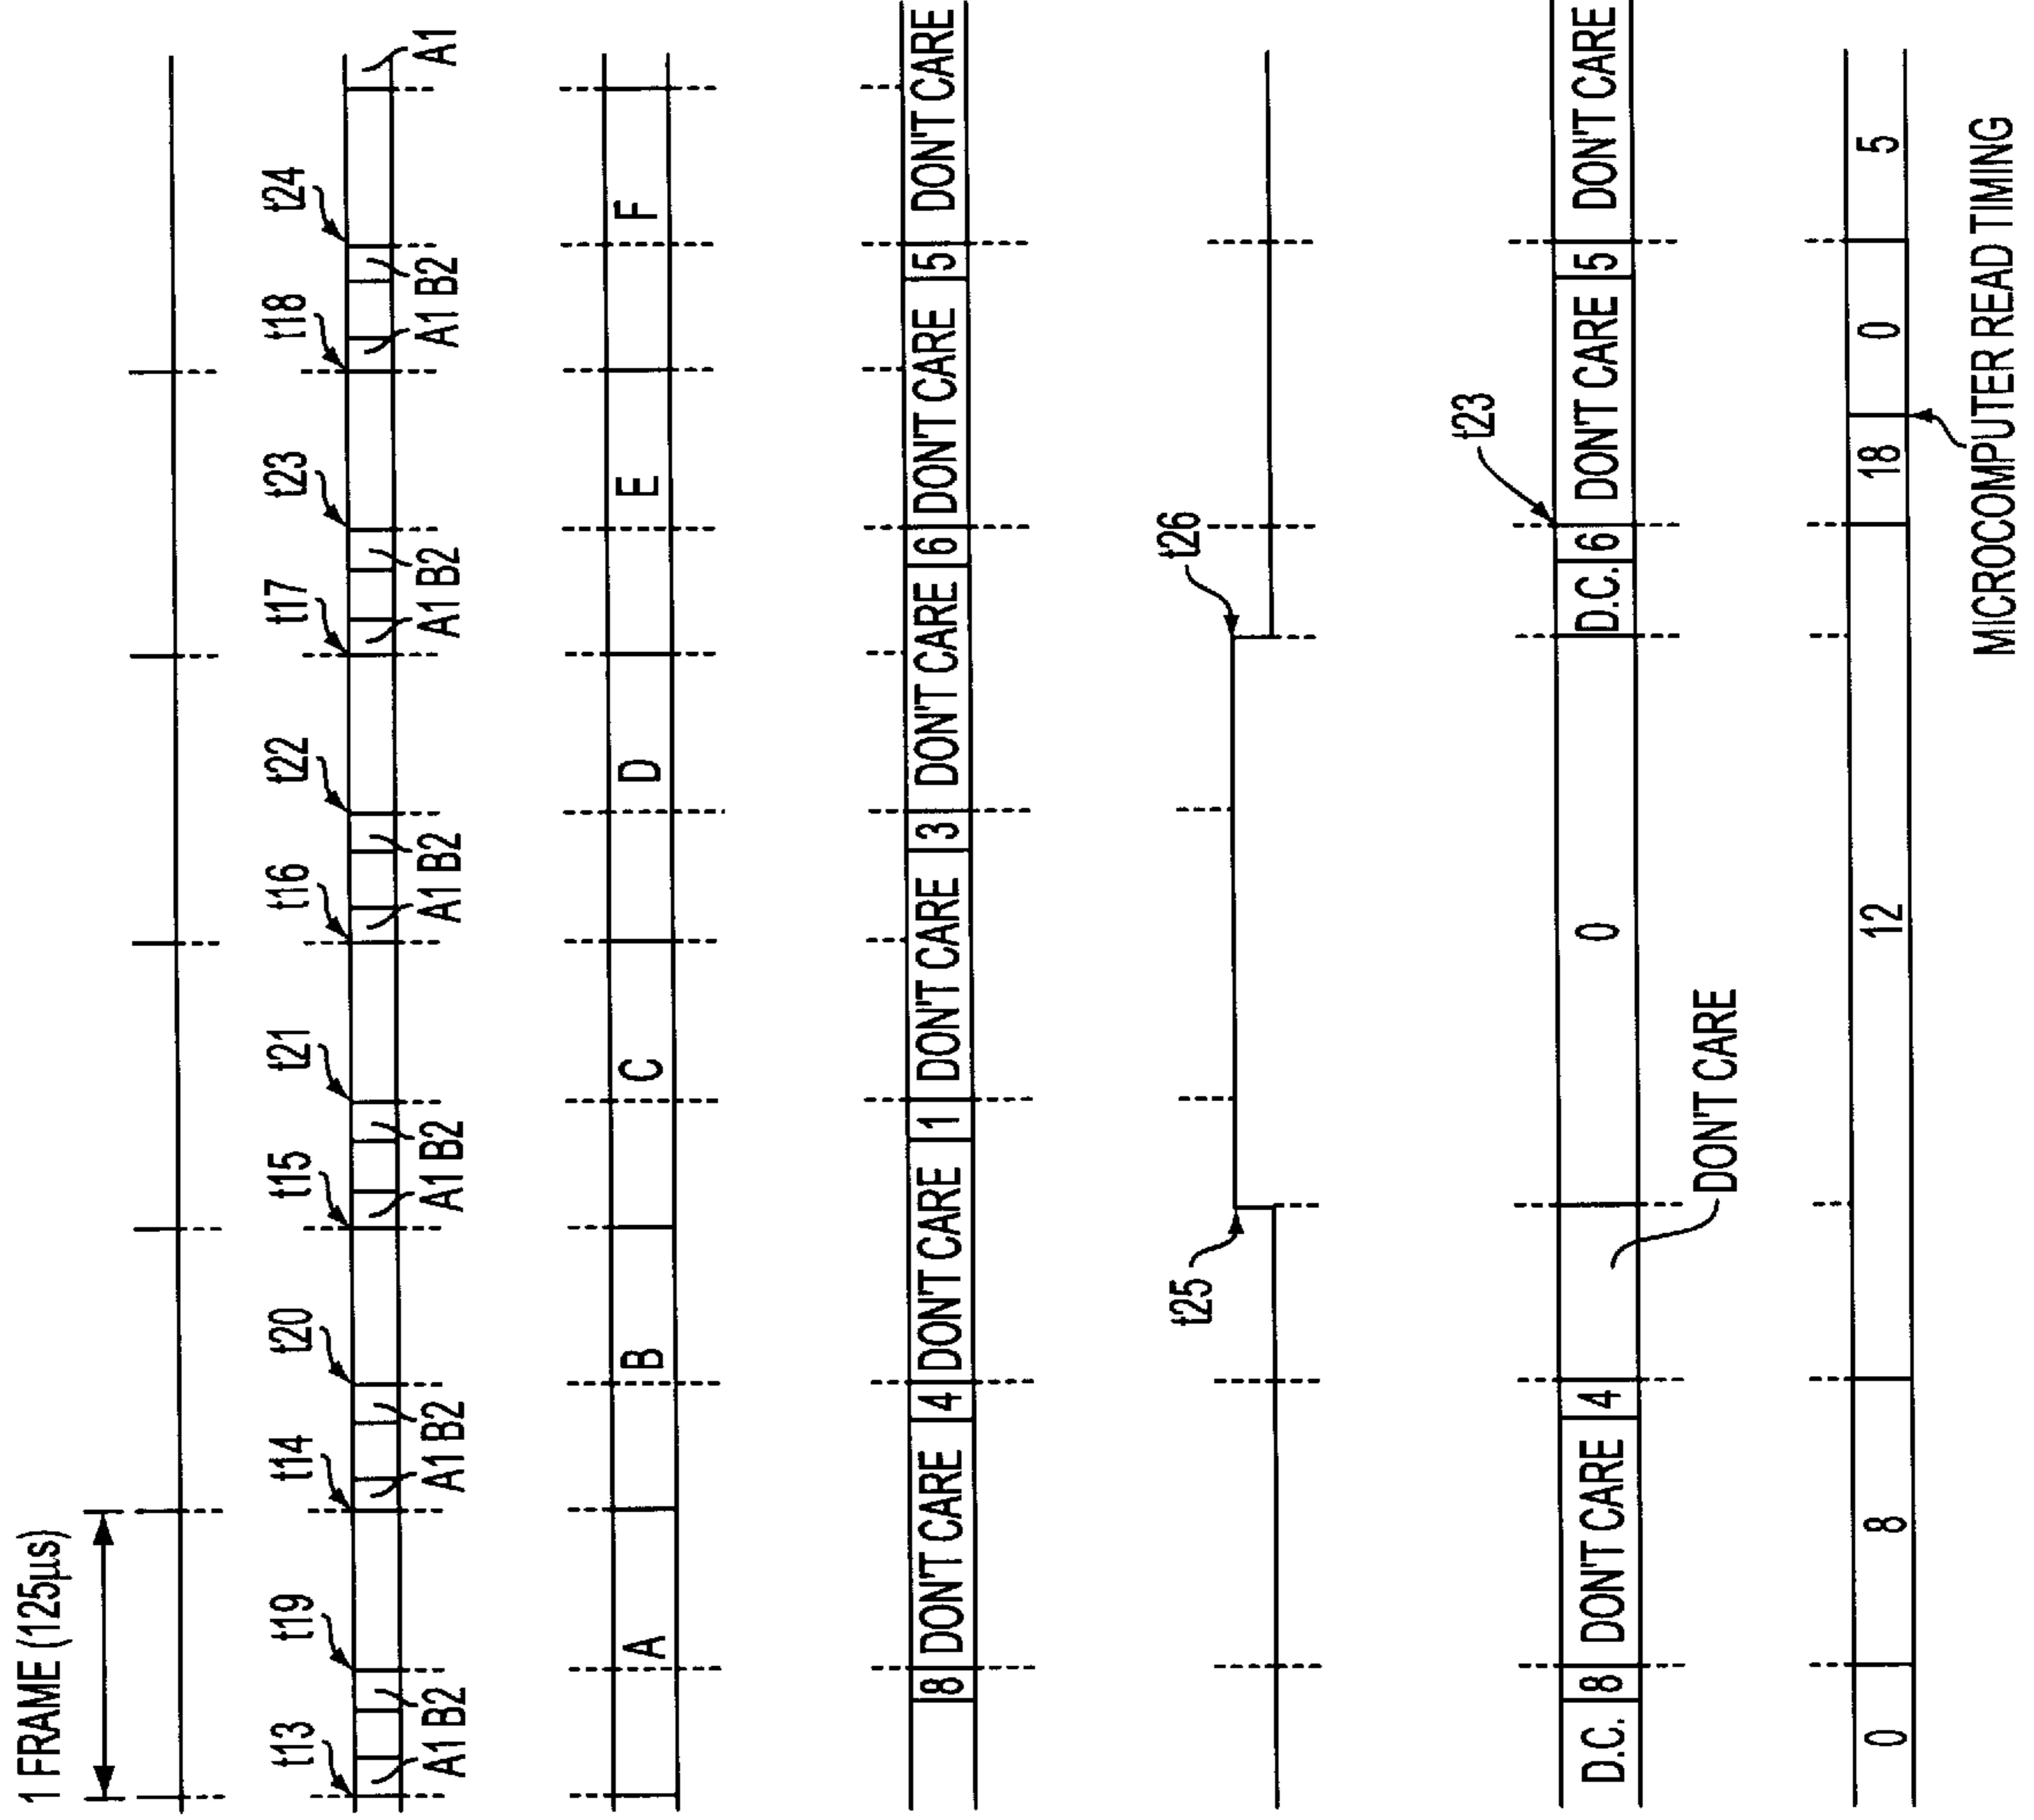 1 FRAME (125μs)
t13 t19 t14 t20 t15 t21 t16 t22 t17 t23 t18 t24
A1 B2 A1 B2 A1 B2 A1 B2 A1 B2 A1 B2 A1
A B C D E F
8 DON'T CARE 4 DON'T CARE 1 DON'T CARE 3 DON'T CARE 6 DON'T CARE 5 DON'T CARE
t25 t26
t23
D.C. 8 DON'T CARE 4 0 D.C. 6 DON'T CARE 5 DON'T CARE
DON'T CARE
0 8 12 18 0 5
MICROCOMPUTER READ TIMING